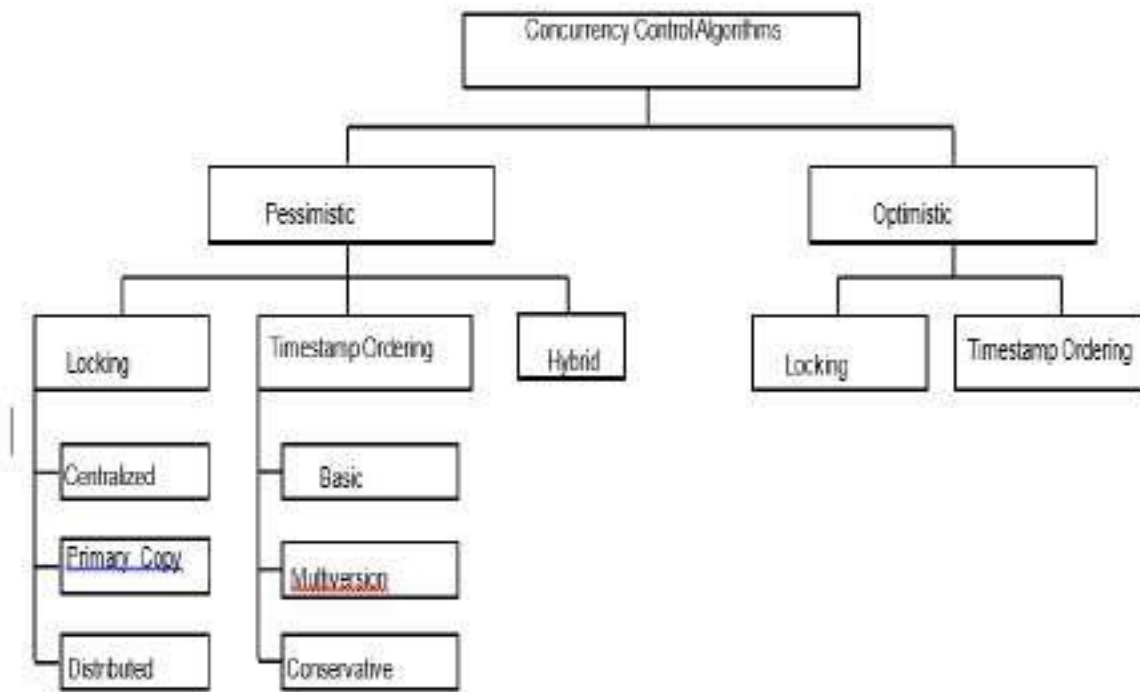 Concurrency Control Algorithms
Pessimistic
Optimistic
Locking
Timestamp Ordering
Hybrid
Locking
Timestamp Ordering
Centralized
Basic
Primary Copy
Multiversion
Distributed
Conservative